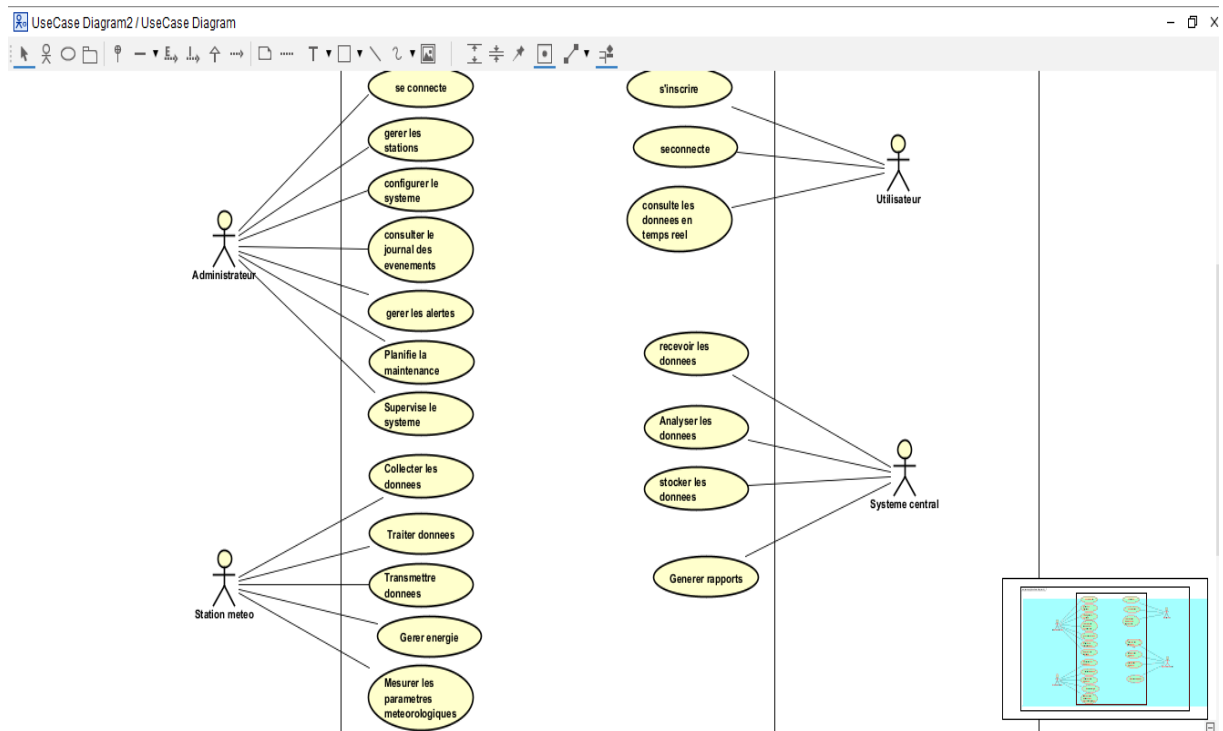 UseCase Diagram2 / UseCase Diagram
se connecte
gerer les
stations
configurer le
systeme
consulter le
journal des
evenements
gerer les alertes
Planifie la
maintenance
Supervise le
systeme
Administrateur
Collecter les
donnees
Traiter donnees
Transmettre
donnees
Gerer energie
Mesurer les
parametres
meteorologiques
Station meteo
s'inscrire
seconnecte
consulte les
donnees en
temps reel
Utilisateur
recevoir les
donnees
Analyser les
donnees
stocker les
donnees
Generer rapports
Systeme central